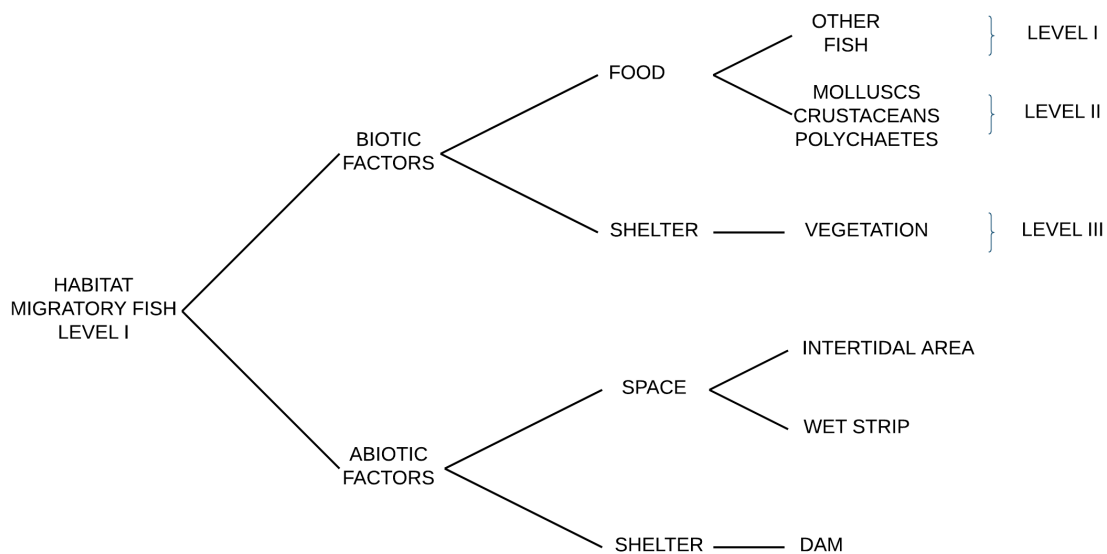 OTHER
FISH
LEVEL I
FOOD
MOLLUSCS
CRUSTACEANS
POLYCHAETES
LEVEL II
BIOTIC
FACTORS
SHELTER
VEGETATION
LEVEL III
HABITAT
MIGRATORY FISH
LEVEL I
INTERTIDAL AREA
SPACE
WET STRIP
ABIOTIC
FACTORS
SHELTER
DAM